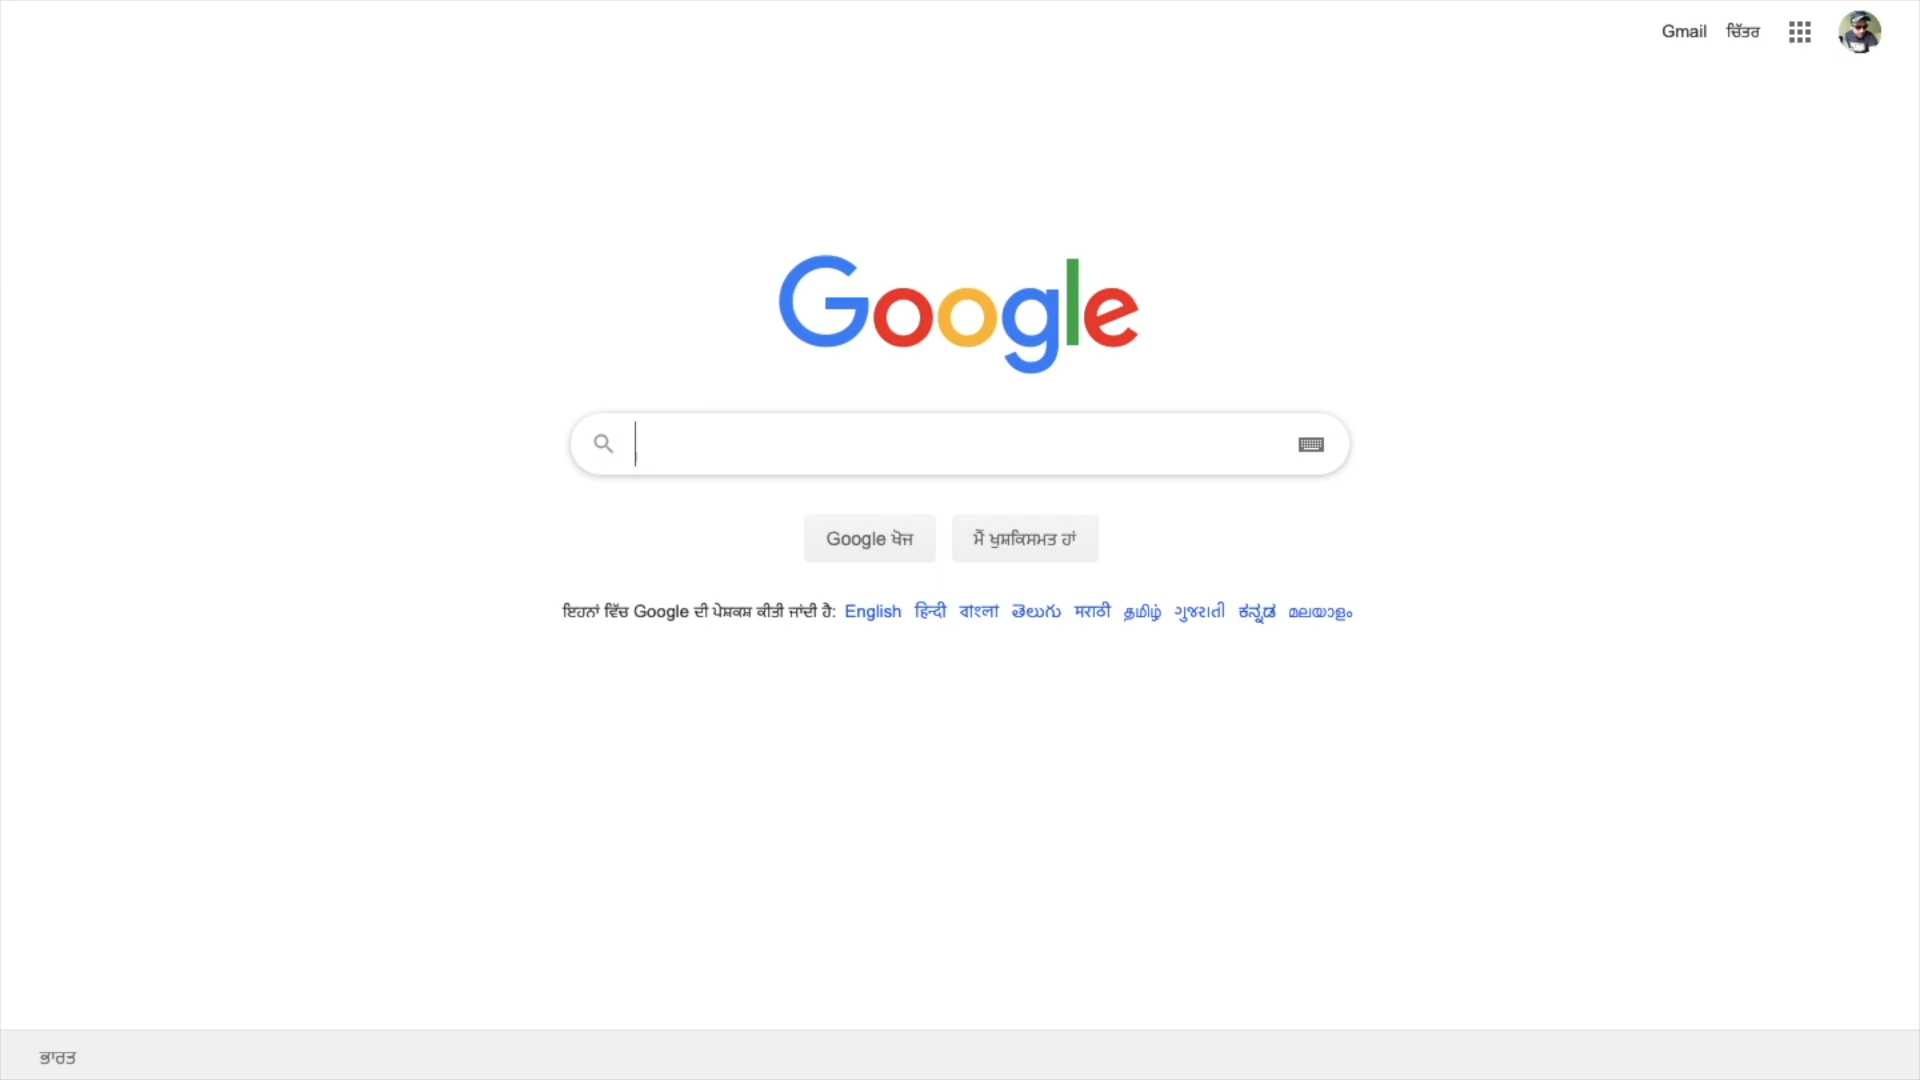 Gmail ਚਿੱਤਰ
Google
Google ਖੋਜ ਮੈਂ ਖੁਸ਼ਕਿਸਮਤ ਹਾਂ
ਇਹਨਾਂ ਵਿੱਚ Google ਦੀ ਪੇਸ਼ਕਸ਼ ਕੀਤੀ ਜਾਂਦੀ ਹੈ: English हिन्दी বাংলা తెలుగు मराठी தமிழ் ગુજરાતી ಕನ್ನಡ മലയാളം
ਭਾਰਤ